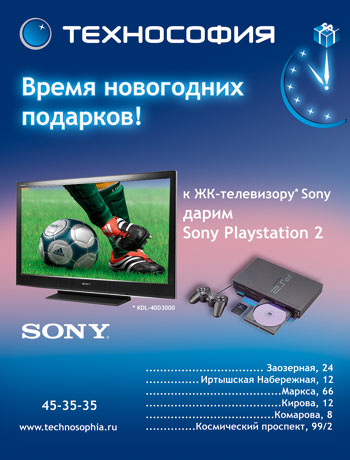 ТЕХНОСОФИЯ
Время новогодних
подарков!
к ЖК-телевизору* Sony
дарим
Sony Playstation 2
* KDL-40D3000
SONY
Заозерная, 24
Иртышская Набережная, 12
Маркса, 66
Кирова, 12
Комарова, 8
Космический проспект, 99/2
45-35-35
www.technosophia.ru